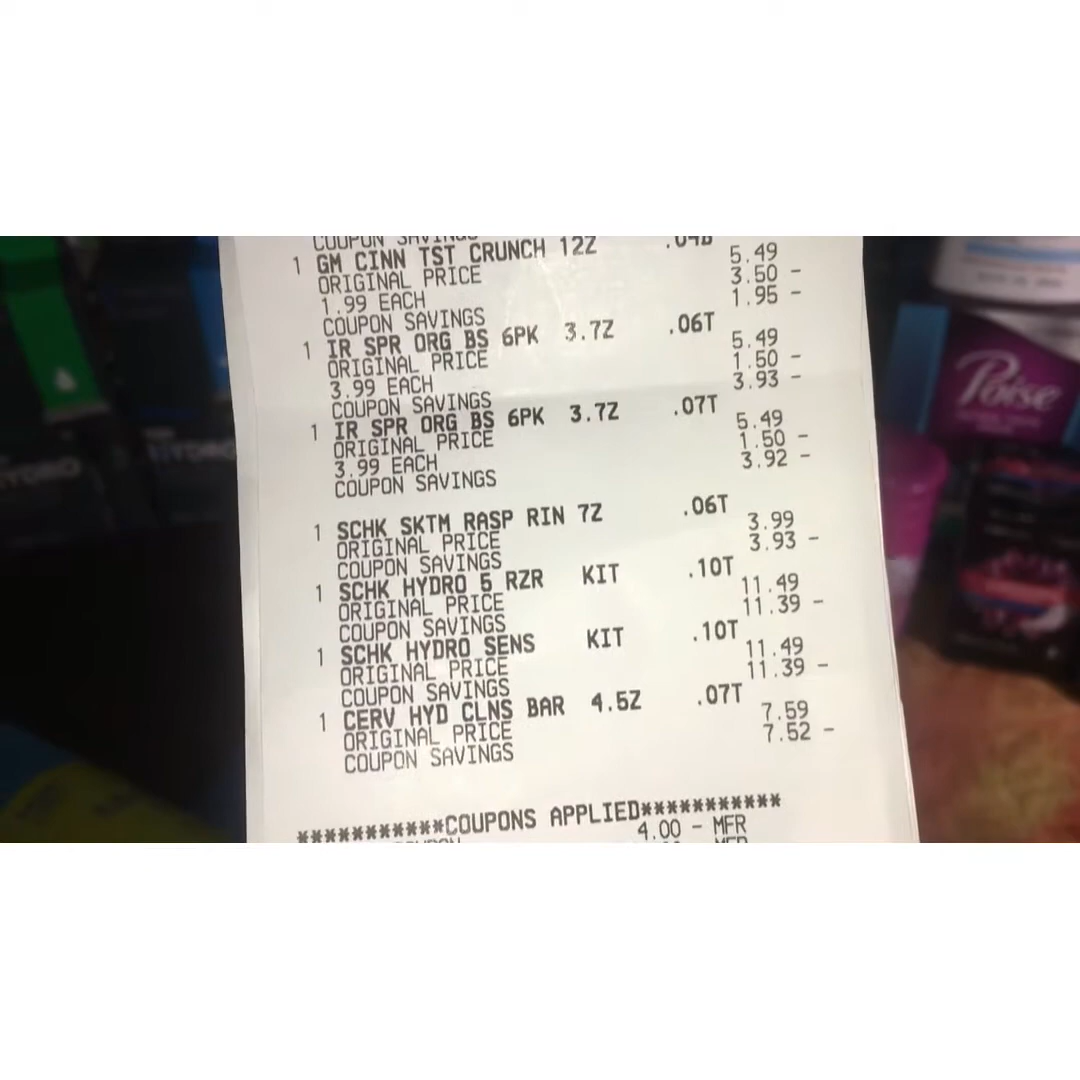 COUPON SAVINGS
1 GM CINN TST CRUNCH 12Z .04B
ORIGINAL PRICE 5.49
1.99 EACH 3.50 -
COUPON SAVINGS 1.95 -
1 IR SPR ORG BS 6PK 3.7Z .06T
ORIGINAL PRICE 5.49
3.99 EACH 1.50 -
COUPON SAVINGS 3.93 -
1 IR SPR ORG BS 6PK 3.7Z .07T
ORIGINAL PRICE 5.49
3.99 EACH 1.50 -
COUPON SAVINGS 3.92 -
1 SCHK SKTM RASP RIN 7Z .06T
ORIGINAL PRICE 3.99
COUPON SAVINGS 3.93 -
1 SCHK HYDRO 5 RZR KIT .10T
ORIGINAL PRICE 11.49
COUPON SAVINGS 11.39 -
1 SCHK HYDRO SENS KIT .10T
ORIGINAL PRICE 11.49
COUPON SAVINGS 11.39 -
1 CERV HYD CLNS BAR 4.5Z .07T
ORIGINAL PRICE 7.59
COUPON SAVINGS 7.52 -
***********COUPONS APPLIED***********
4.00 - MFR
Poise
HYDRO